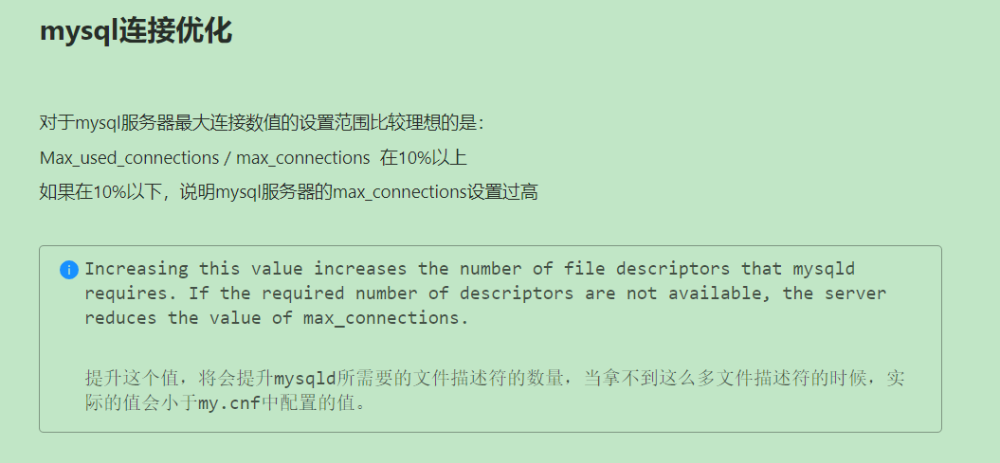 mysql连接优化
对于mysql服务器最大连接数值的设置范围比较理想的是：
Max_used_connections / max_connections 在10%以上
如果在10%以下，说明mysql服务器的max_connections设置过高
Increasing this value increases the number of file descriptors that mysqld
requires. If the required number of descriptors are not available, the server
reduces the value of max_connections.
提升这个值，将会提升mysqld所需要的文件描述符的数量，当拿不到这么多文件描述符的时候，实
际的值会小于my.cnf中配置的值。